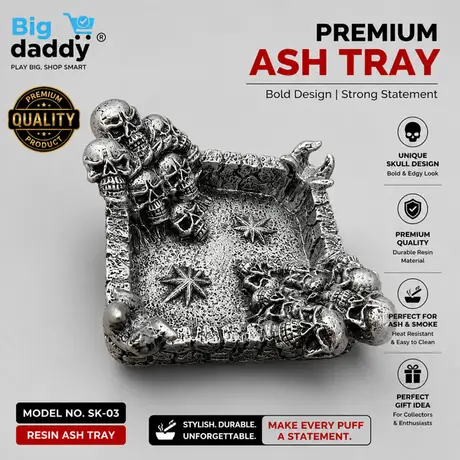 Big
daddy®
PLAY BIG, SHOP SMART
PREMIUM
ASH TRAY
Bold Design | Strong Statement
PREMIUM
QUALITY
PRODUCT
UNIQUE
SKULL DESIGN
Bold & Edgy Look
PREMIUM
QUALITY
Durable Resin
Material
PERFECT FOR
ASH & SMOKE
Heat Resistant
& Easy to Clean
PERFECT
GIFT IDEA
For Collectors
& Enthusiasts
MODEL NO. SK-03
RESIN ASH TRAY
STYLISH. DURABLE.
UNFORGETTABLE.
MAKE EVERY PUFF
A STATEMENT.